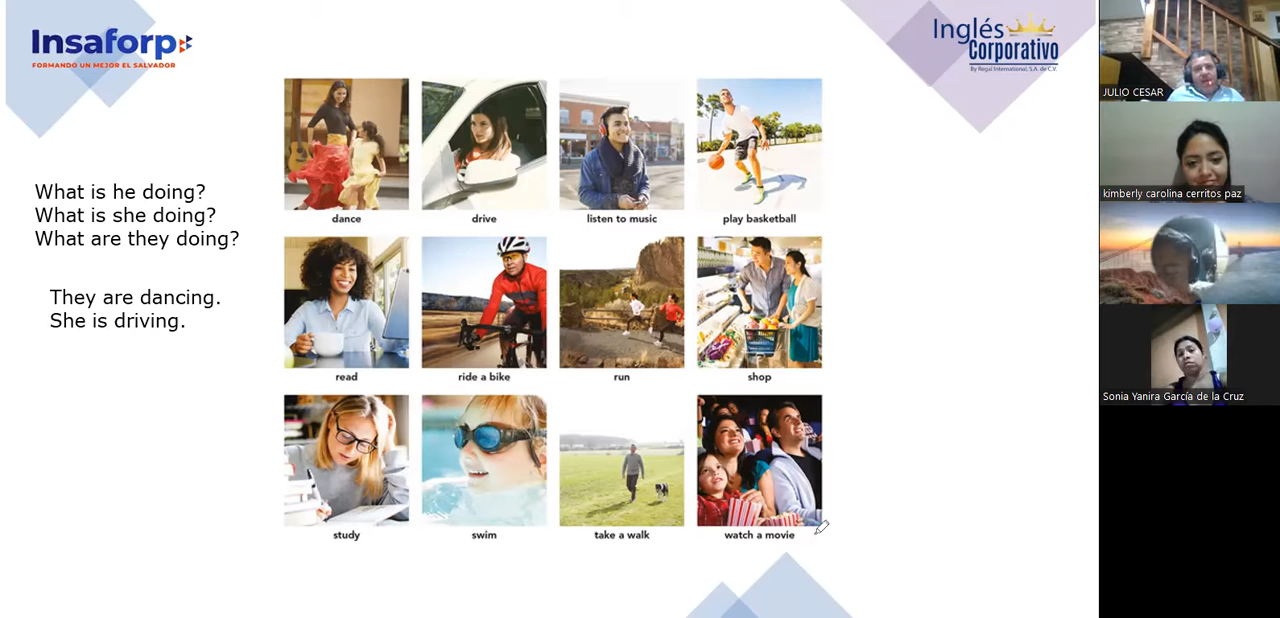 Insaforp
FORMANDO UN MEJOR EL SALVADOR
Inglés
Corporativo
By Regal International, S.A. de C.V.
What is he doing?
What is she doing?
What are they doing?
They are dancing.
She is driving.
dance
drive
listen to music
play basketball
read
ride a bike
run
shop
study
swim
take a walk
watch a movie
JULIO CESAR
kimberly carolina cerritos paz
Sonia Yanira García de la Cruz